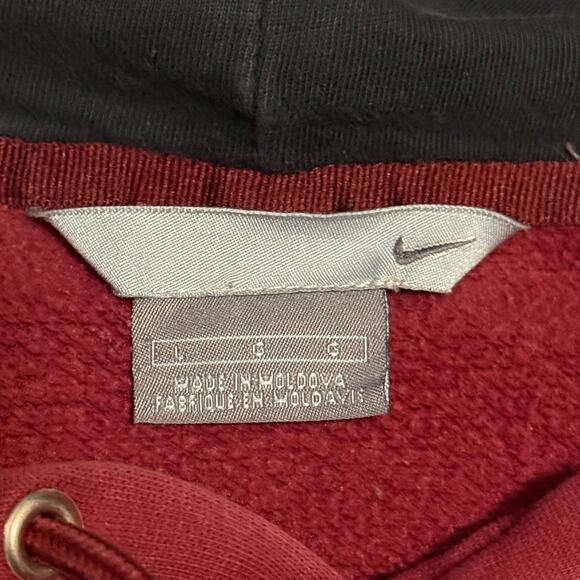 L G G
MADE IN MOLDOVA
FABRIQUE EN MOLDAVIE